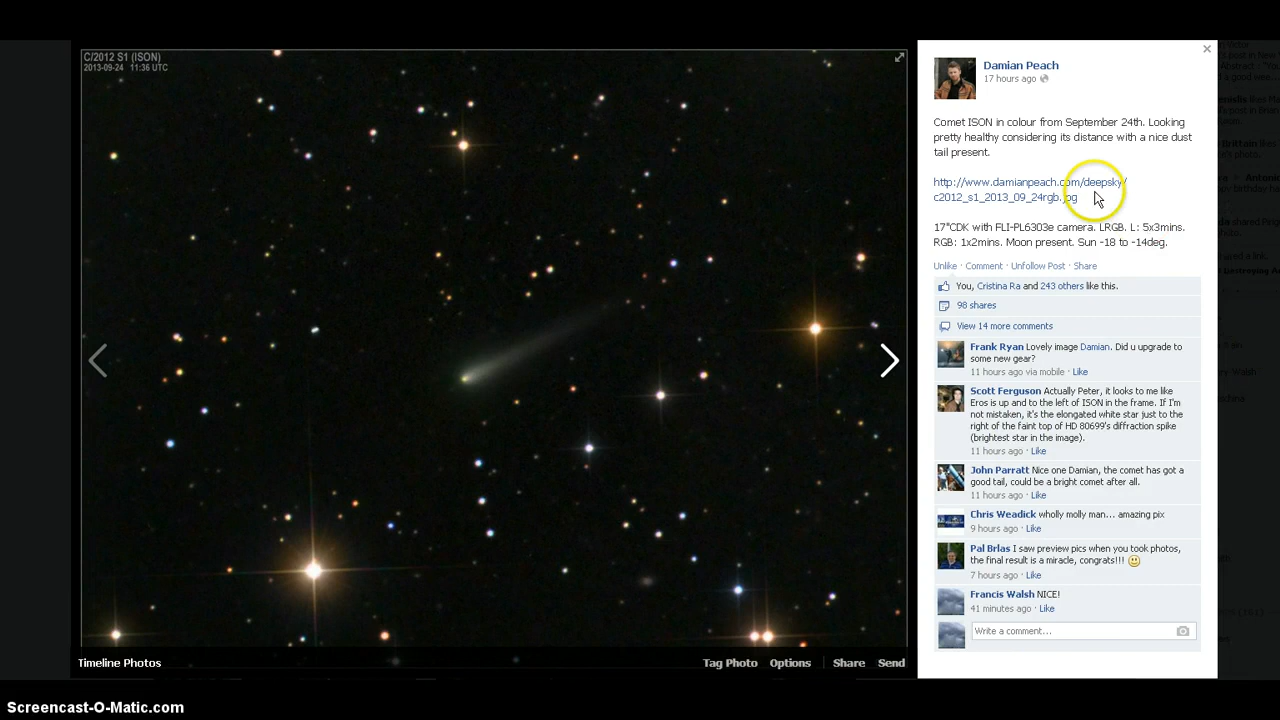 C/2012 S1 (ISON)
2013-09-24 11:36 UTC
Damian Peach
17 hours ago
Comet ISON in colour from September 24th. Looking
pretty healthy considering its distance with a nice dust
tail present.
http://www.damianpeach.com/deepsky/
c2012_s1_2013_09_24rgb.jpg
17"CDK with FLI-PL6303e camera. LRGB. L: 5x3mins.
RGB: 1x2mins. Moon present. Sun -18 to -14deg.
Unlike · Comment · Unfollow Post · Share
You, Cristina Ra and 243 others like this.
98 shares
View 14 more comments
Frank Ryan Lovely image Damian. Did u upgrade to
some new gear?
11 hours ago via mobile · Like
Scott Ferguson Actually Peter, it looks to me like
Eros is up and to the left of ISON in the frame. If I'm
not mistaken, it's the elongated white star just to the
right of the faint top of HD 80699's diffraction spike
(brightest star in the image).
11 hours ago · Like
John Parratt Nice one Damian, the comet has got a
good tail, could be a bright comet after all.
11 hours ago · Like
Chris Weadick wholly molly man... amazing pix
9 hours ago · Like
Pal Brlas I saw preview pics when you took photos,
the final result is a miracle, congrats!!!
7 hours ago · Like
Francis Walsh NICE!
41 minutes ago · Like
Write a comment...
Timeline Photos
Tag Photo Options Share Send
Screencast-O-Matic.com